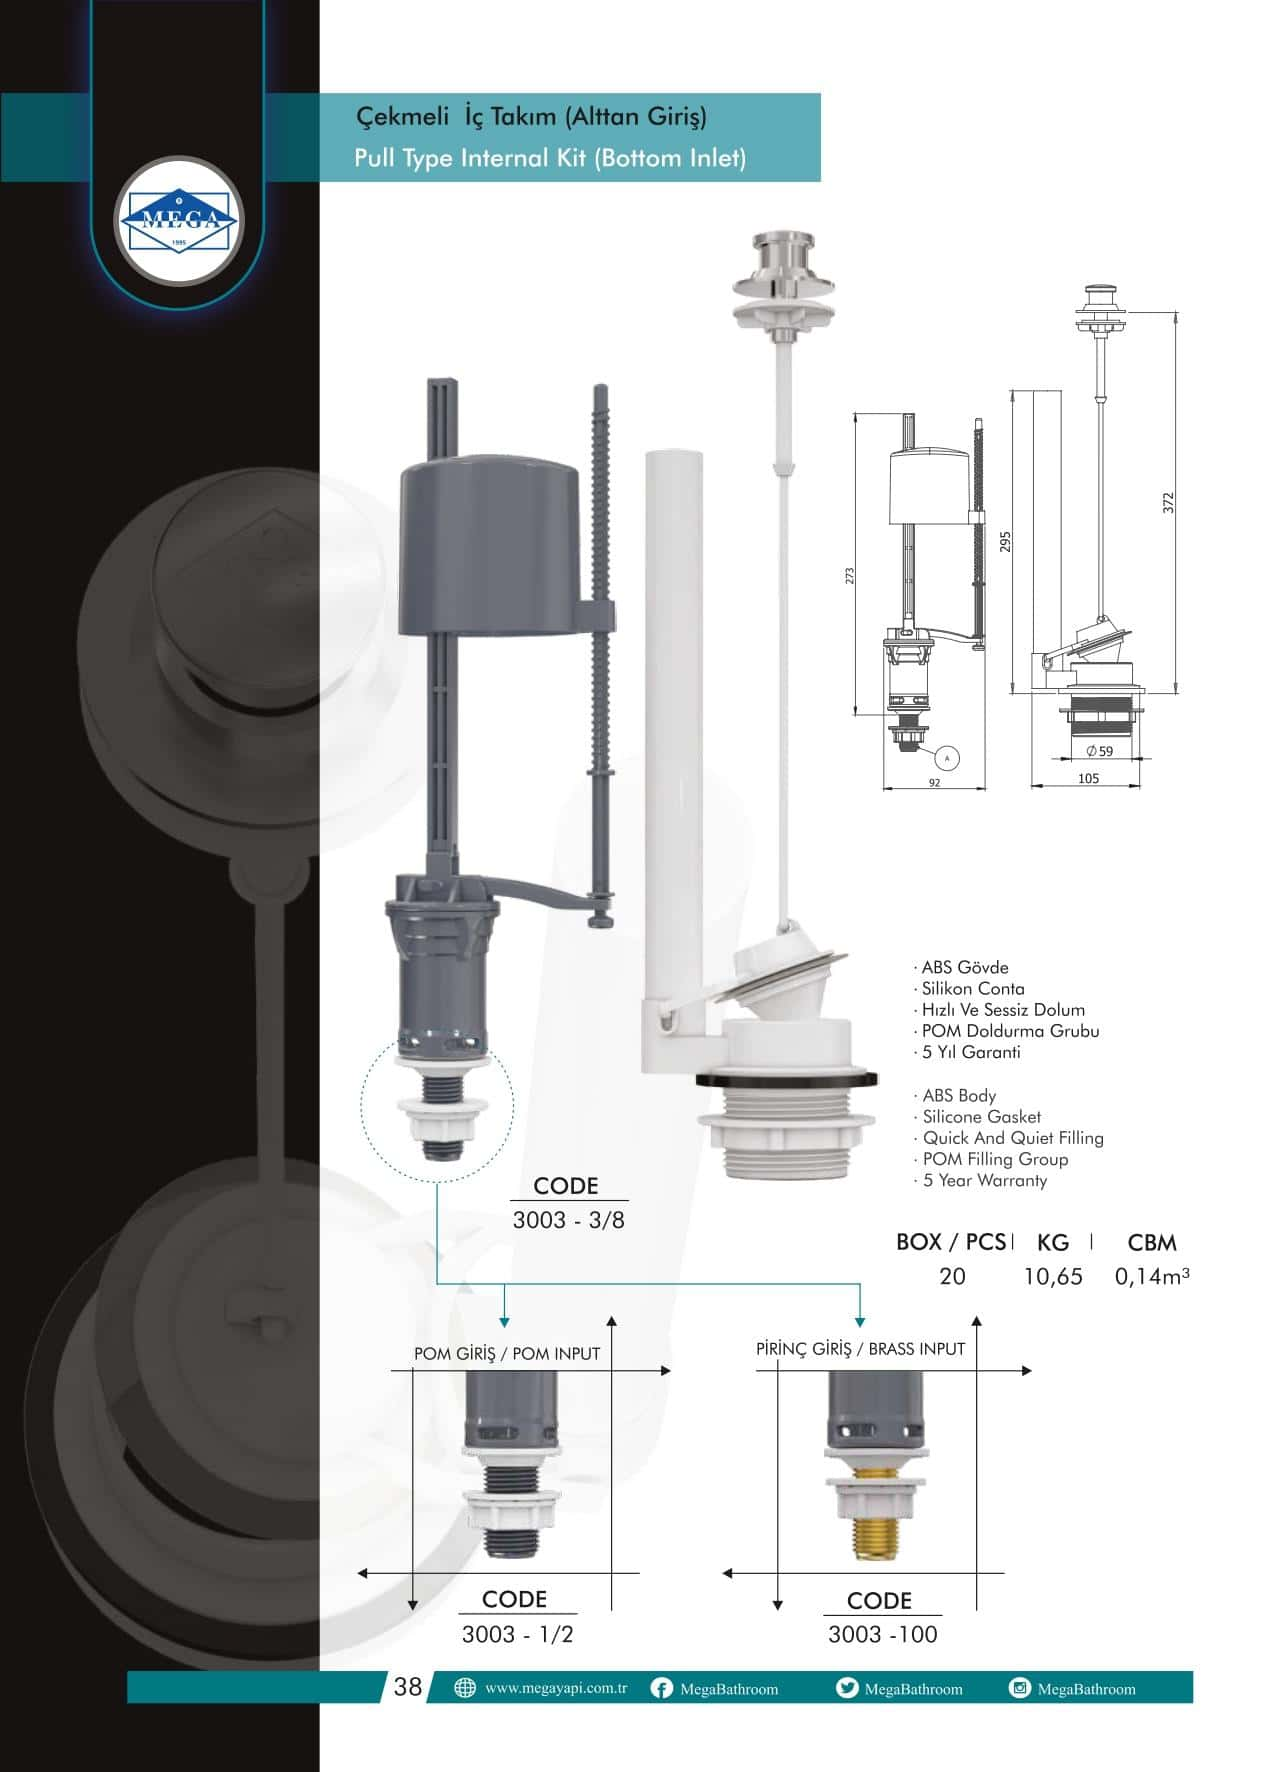 Çekmeli İç Takım (Alttan Giriş)
Pull Type Internal Kit (Bottom Inlet)
MEGA
1995
273
92
A
295
372
Ø 59
105
· ABS Gövde
· Silikon Conta
· Hızlı Ve Sessiz Dolum
· POM Doldurma Grubu
· 5 Yıl Garanti
· ABS Body
· Silicone Gasket
· Quick And Quiet Filling
· POM Filling Group
· 5 Year Warranty
CODE
3003 - 3/8
BOX / PCS | KG | CBM
20 10,65 0,14m³
POM GİRİŞ / POM INPUT
PİRİNÇ GİRİŞ / BRASS INPUT
CODE
3003 - 1/2
CODE
3003 -100
38 www.megayapi.com.tr MegaBathroom MegaBathroom MegaBathroom